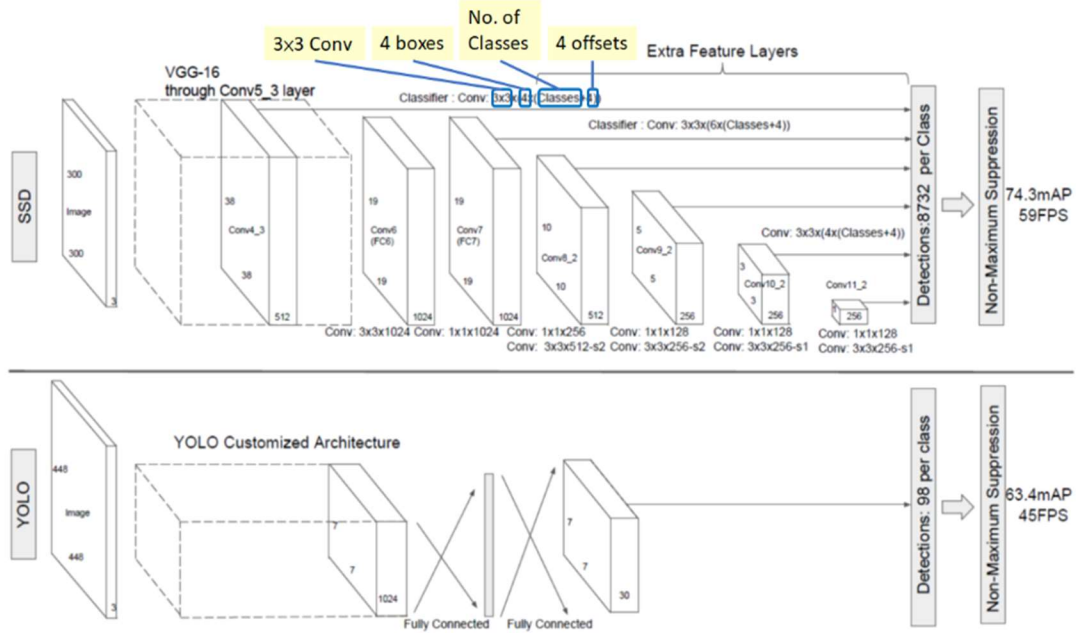 No. of
Classes
3×3 Conv
4 boxes
4 offsets
Extra Feature Layers
VGG-16
through Conv5_3 layer
Classifier : Conv: 3x3x(4x(Classes+4))
Classifier : Conv: 3x3x(6x(Classes+4))
SSD
300
Image
300
3
38
Conv4_3
38
512
19
Conv6
(FC6)
19
1024
19
Conv7
(FC7)
19
1024
10
Conv8_2
10
512
5
Conv9_2
5
256
Conv: 3x3x(4x(Classes+4))
3
Conv10_2
3
256
Conv11_2
256
Conv: 3x3x1024
Conv: 1x1x1024
Conv: 1x1x256
Conv: 3x3x512-s2
Conv: 1x1x128
Conv: 3x3x256-s2
Conv: 1x1x128
Conv: 3x3x256-s1
Conv: 1x1x128
Conv: 3x3x256-s1
Detections:8732 per Class
Non-Maximum Suppression
74.3mAP
59FPS
YOLO
448
Image
448
3
YOLO Customized Architecture
7
7
1024
Fully Connected
Fully Connected
7
7
30
Detections: 98 per class
Non-Maximum Suppression
63.4mAP
45FPS